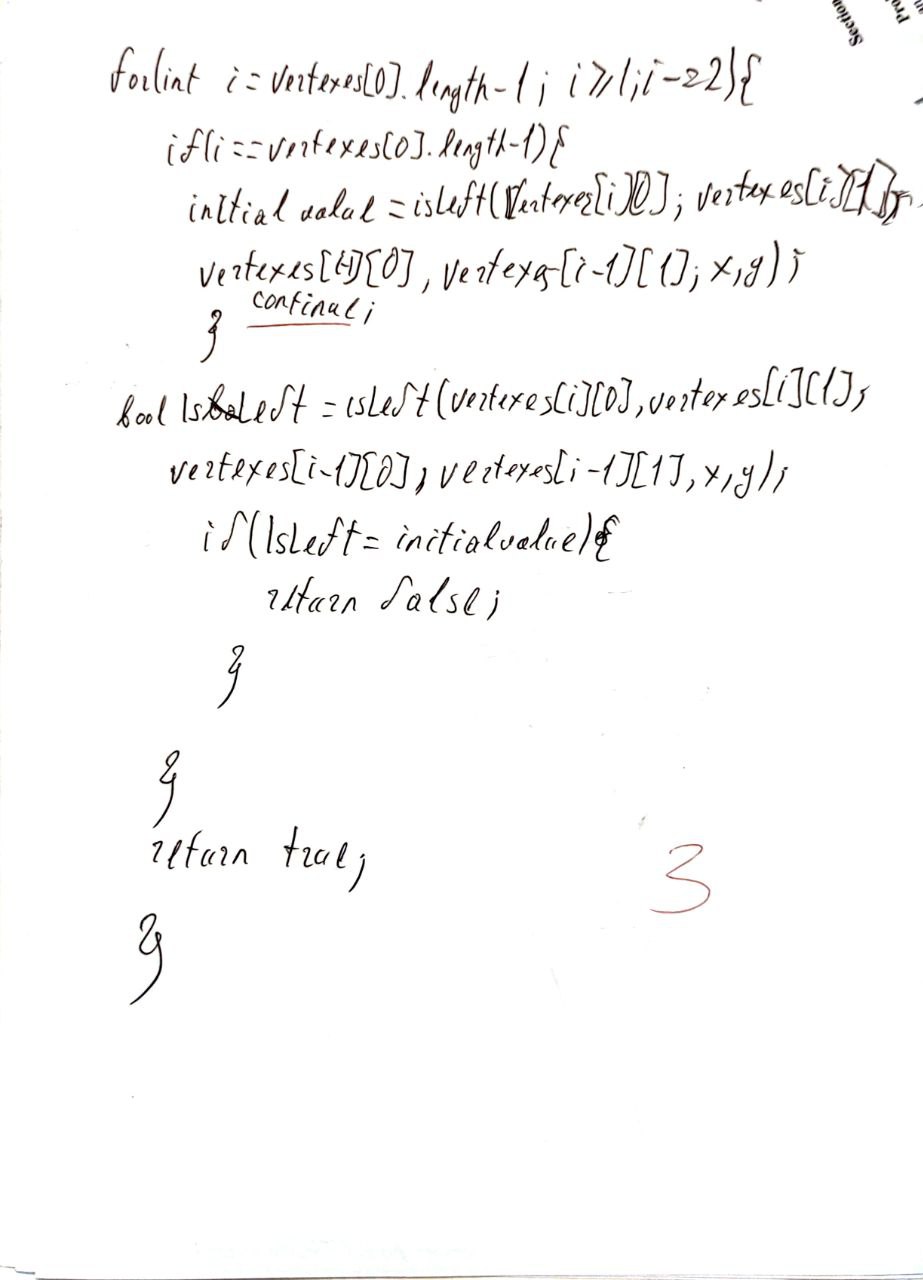 Section
Pro
for(int i = vertexes[0].length-1; i>=1; i-=2){
if(i==vertexes[0].length-1){
initial value = isLeft(Vertexes[i][0]; vertexes[i][1],
vertexes[i-1][0], vertexes[i-1][1]; x,y);
continue;
}
bool IsLeft = isLeft(vertexes[i][0], vertexes[i][1],
vertexes[i-1][0], vertexes[i-1][1], x,y);
if(IsLeft = initialvalue){
return false;
}
}
return true;
3
}